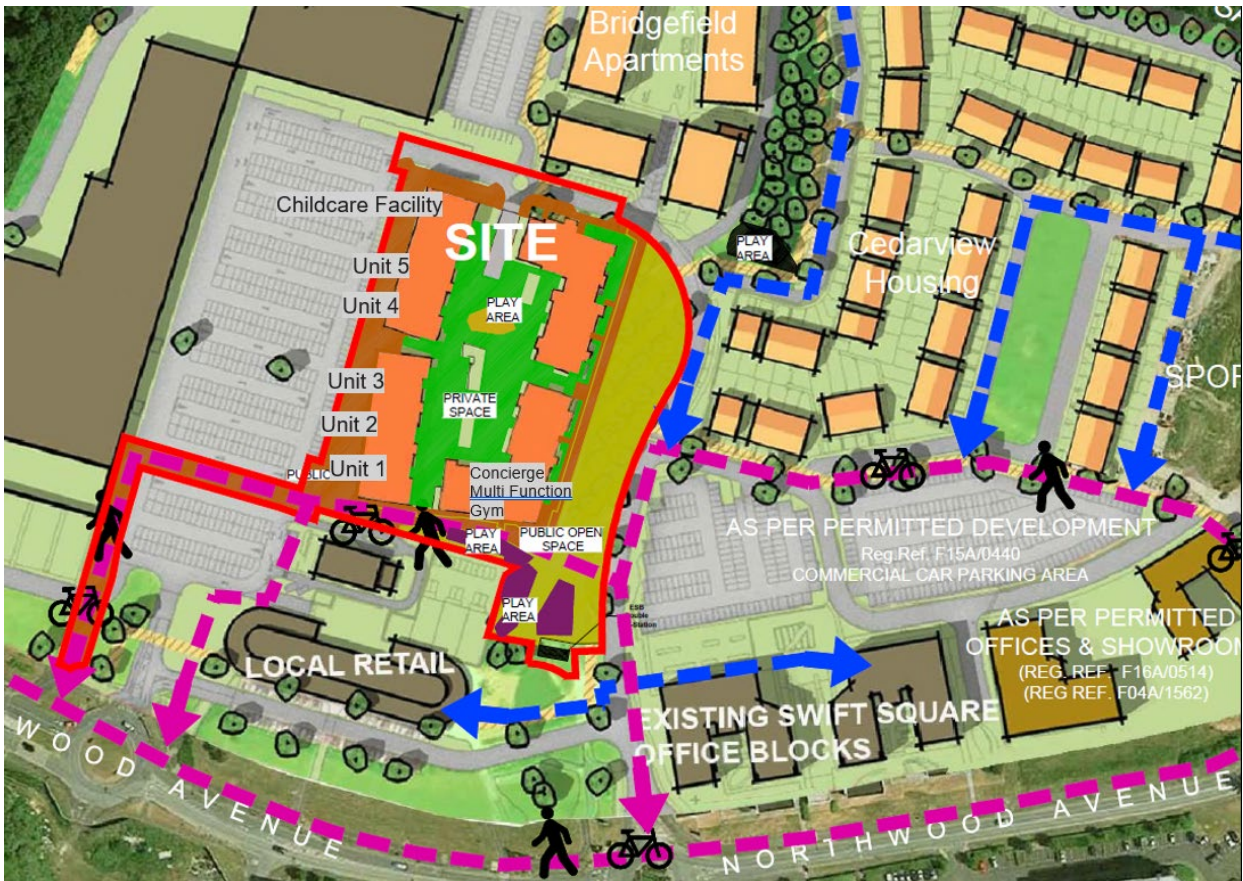 Bridgefield
Apartments
Childcare Facility
SITE
Unit 5
Unit 4
PLAY
AREA
PLAY
AREA
Cedarview
Housing
Unit 3
Unit 2
PRIVATE
SPACE
SPOR
PUBLIC
Unit 1
Concierge
Multi Function
Gym
PLAY
AREA
PUBLIC OPEN
SPACE
AS PER PERMITTED DEVELOPMENT
Reg.Ref. F15A/0440
COMMERCIAL CAR PARKING AREA
PLAY
AREA
ESB
-Station
AS PER PERMITTED
OFFICES & SHOWROOM
(REG. REF. F16A/0514)
(REG REF. F04A/1562)
LOCAL RETAIL
EXISTING SWIFT SQUARE
OFFICE BLOCKS
WOOD AVENUE
NORTHWOOD AVENUE